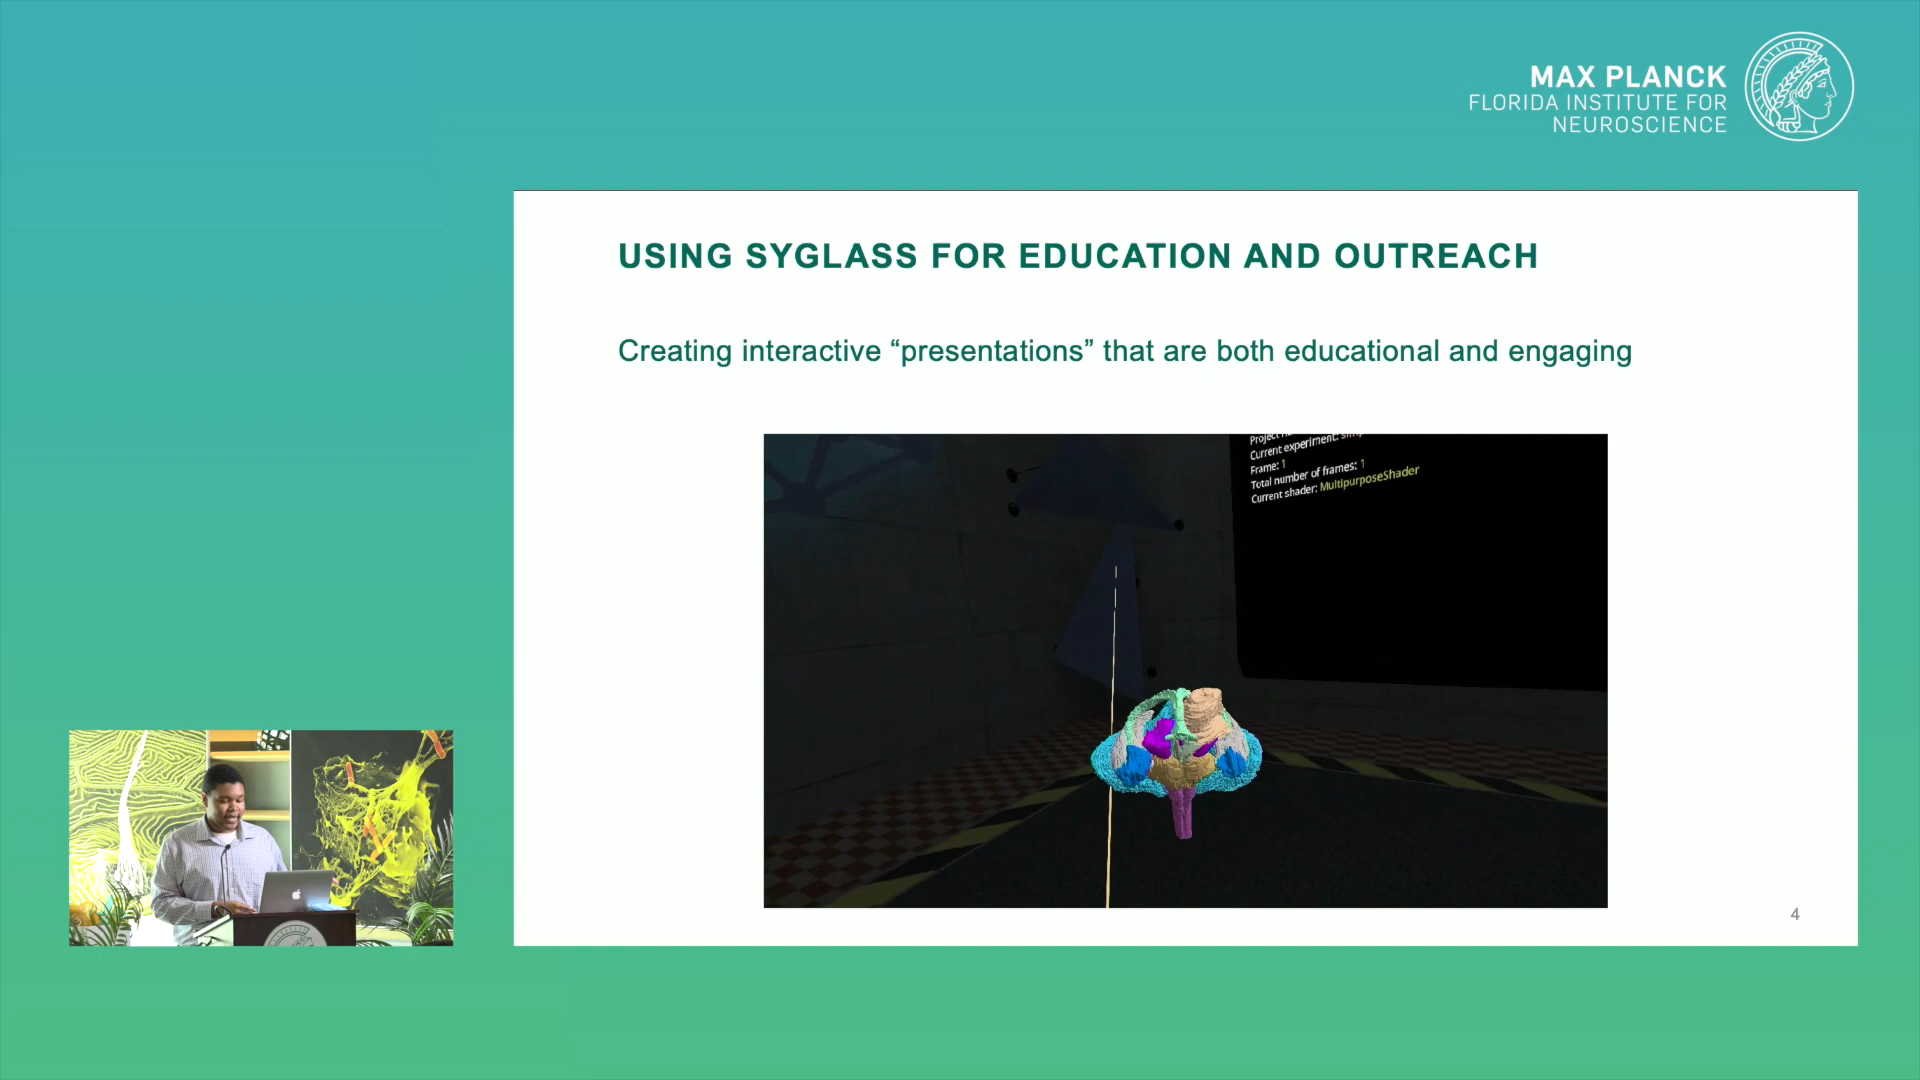 MAX PLANCK
FLORIDA INSTITUTE FOR
NEUROSCIENCE
USING SYGLASS FOR EDUCATION AND OUTREACH
Creating interactive “presentations” that are both educational and engaging
Current experiment:
Frame: 1
Total number of frames: 1
Current shader: MultipurposeShader
4